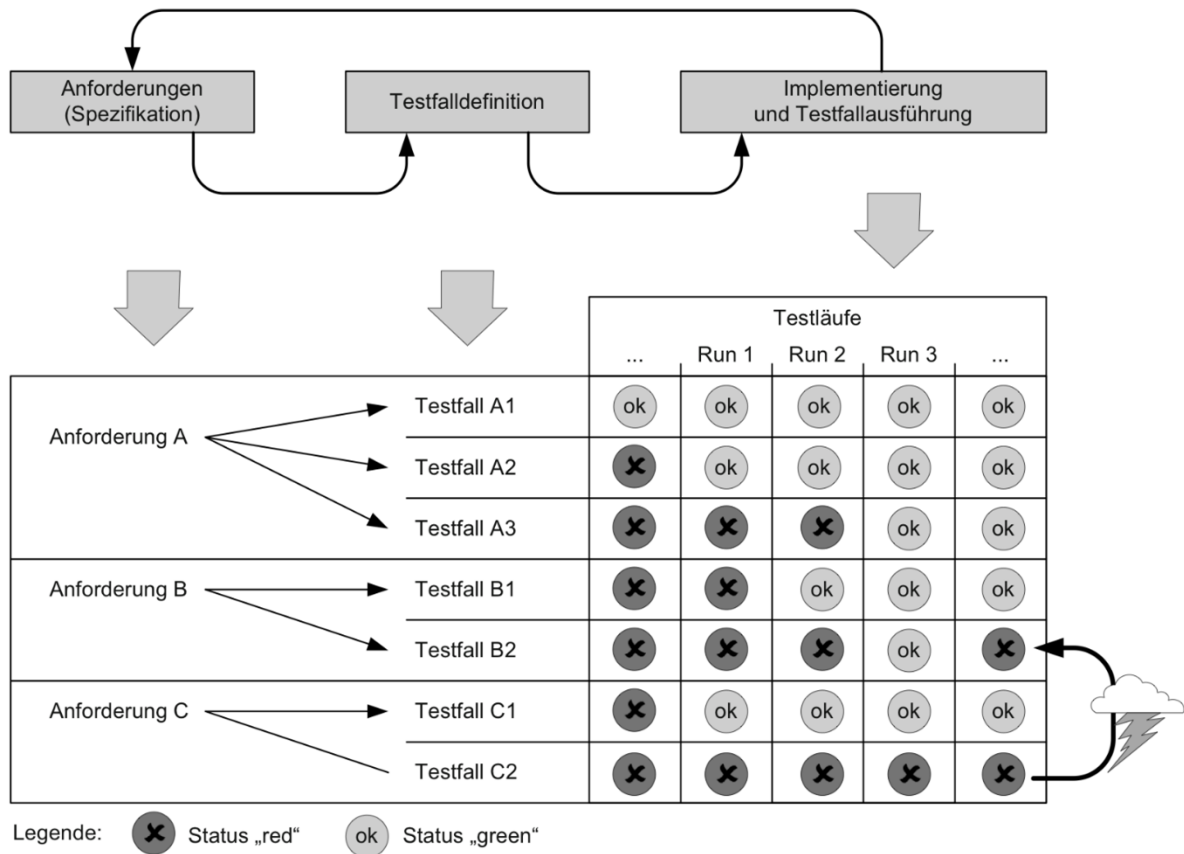 Anforderungen
(Spezifikation)
Testfalldefinition
Implementierung
und Testfallausführung
Testläufe
... Run 1 Run 2 Run 3 ...
Anforderung A
Testfall A1 ok ok ok ok ok
Testfall A2 ok ok ok ok
Testfall A3 ok ok
Anforderung B
Testfall B1 ok ok ok
Testfall B2 ok
Anforderung C
Testfall C1 ok ok ok ok
Testfall C2
Legende: Status „red“ ok Status „green“